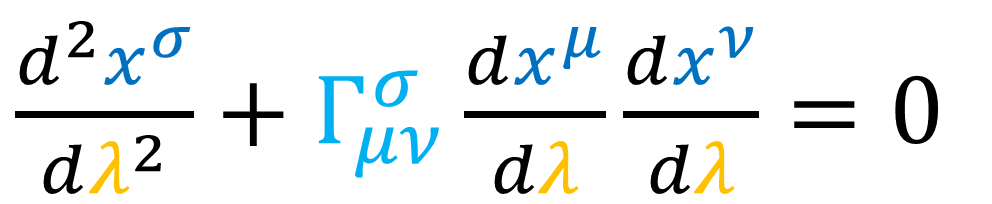 d²x^σ/dλ² + Γ^σ_μν dx^μ/dλ dx^ν/dλ = 0